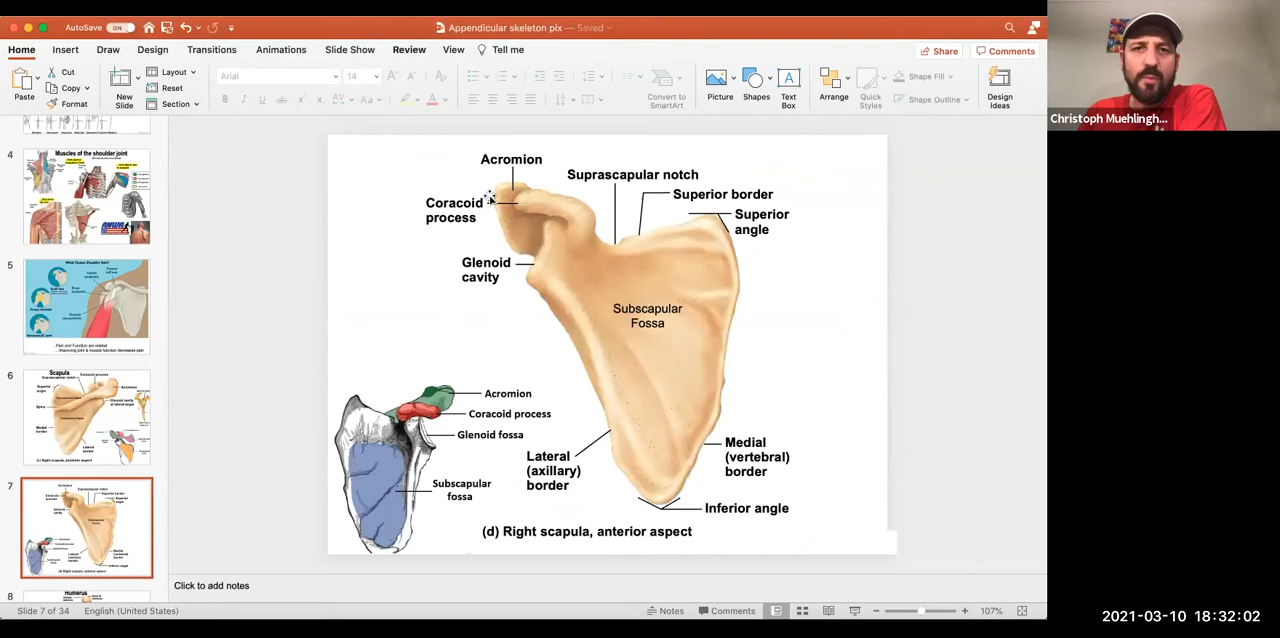 AutoSave ON
Appendicular skeleton pix — Saved
Home Insert Draw Design Transitions Animations Slide Show Review View Tell me
Share Comments
Paste
Cut
Copy
Format
New
Slide
Layout
Reset
Section
Arial 14
Convert to
SmartArt
Picture
Shapes
Text
Box
Arrange
Quick
Styles
Shape Fill
Shape Outline
Design
Ideas
Christoph Muehlingh...
4
Muscles of the shoulder joint
5
6
Scapula
7
8
Humerus
Acromion
Suprascapular notch
Superior border
Coracoid
process
Superior
angle
Glenoid
cavity
Subscapular
Fossa
Acromion
Coracoid process
Glenoid fossa
Subscapular
fossa
Lateral
(axillary)
border
Medial
(vertebral)
border
Inferior angle
(d) Right scapula, anterior aspect
Click to add notes
Slide 7 of 34 English (United States)
Notes Comments 107%
2021-03-10 18:32:02